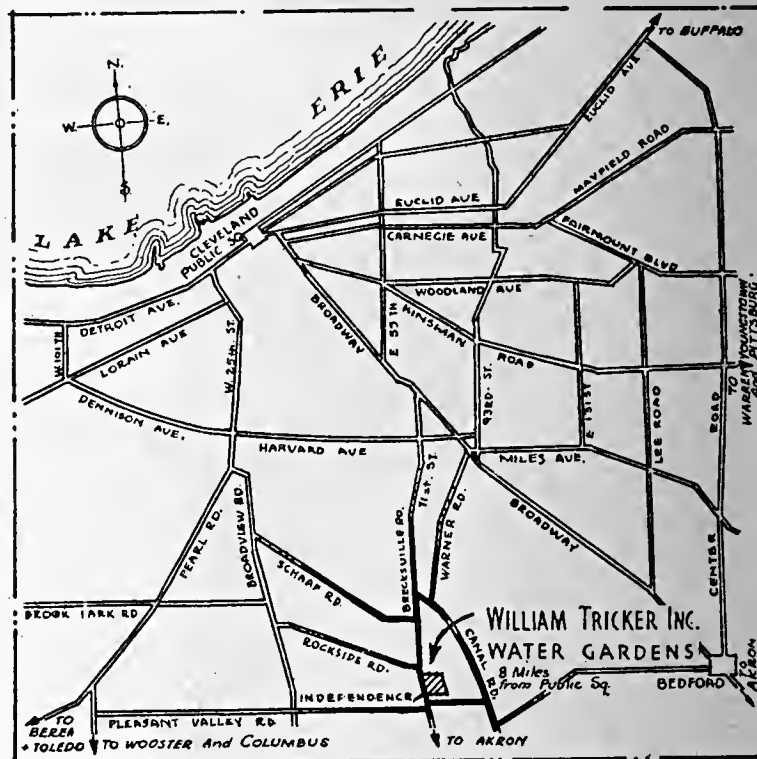 TO BUFFALO
N.
W.
E.
S.
LAKE ERIE
CLEVELAND
PUBLIC SQ.
EUCLID AVE
MAYFIELD ROAD
EUCLID AVE
CARNEGIE AVE
FAIRMOUNT BLVD
WOODLAND AVE
DETROIT AVE.
W 101TH
LORAIN AVE
W. 25th. ST.
BROADWAY
E 55TH
KINSMAN ROAD
93RD. ST.
E 131 ST
LEE ROAD
ROAD
TO
WARREN, YOUNGSTOWN
and PITTSBURG.
DENNISON AVE.
HARVARD AVE
MILES AVE.
71st. ST.
WARNER RD.
BROADWAY
PEARL RD.
BROADVIEW RD.
BRECKSVILLE RD.
SCHAAF RD.
CENTER
BROOK PARK RD
CANAL RD.
WILLIAM TRICKER INC.
WATER GARDENS
8 Miles
from Public Sq.
ROCKSIDE RD.
INDEPENDENCE
BEDFORD
TO
AKRON
PLEASANT VALLEY RD
TO
BEREA
+ TOLEDO
TO WOOSTER And COLUMBUS
TO AKRON